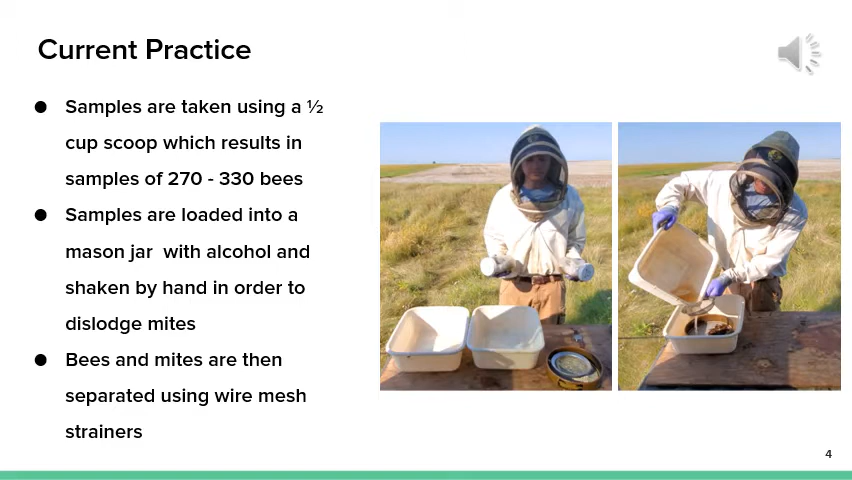 Current Practice
● Samples are taken using a ½
cup scoop which results in
samples of 270 - 330 bees
● Samples are loaded into a
mason jar  with alcohol and
shaken by hand in order to
dislodge mites
● Bees and mites are then
separated using wire mesh
strainers
4